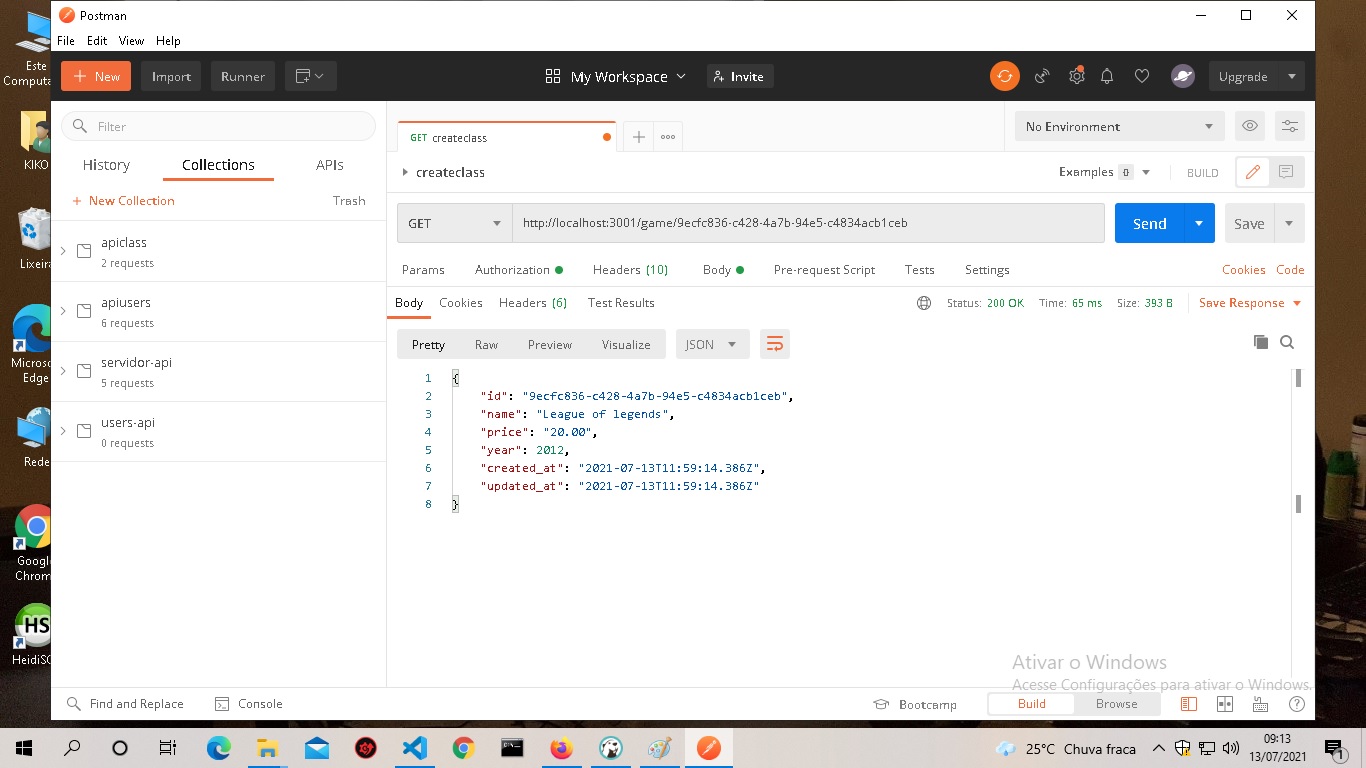 Postman
File Edit View Help
New Import Runner My Workspace Invite Upgrade
Este
Computa
KIKO
Lixeira
Microso
Edge
Rede
Google
Chrom
HS
HeidiSQ
Filter
History Collections APIs
+ New Collection Trash
apiclass
2 requests
apiusers
6 requests
servidor-api
5 requests
users-api
0 requests
GET createclass
No Environment
createclass
Examples 0 BUILD
GET http://localhost:3001/game/9ecfc836-c428-4a7b-94e5-c4834acb1ceb Send Save
Params Authorization Headers (10) Body Pre-request Script Tests Settings Cookies Code
Body Cookies Headers (6) Test Results Status: 200 OK Time: 65 ms Size: 393 B Save Response
Pretty Raw Preview Visualize JSON
1 {
2 "id": "9ecfc836-c428-4a7b-94e5-c4834acb1ceb",
3 "name": "League of legends",
4 "price": "20.00",
5 "year": 2012,
6 "created_at": "2021-07-13T11:59:14.386Z",
7 "updated_at": "2021-07-13T11:59:14.386Z"
8 }
Ativar o Windows
Acesse Configurações para ativar o Windows.
Find and Replace Console Bootcamp Build Browse
25°C Chuva fraca
09:13
13/07/2021
1